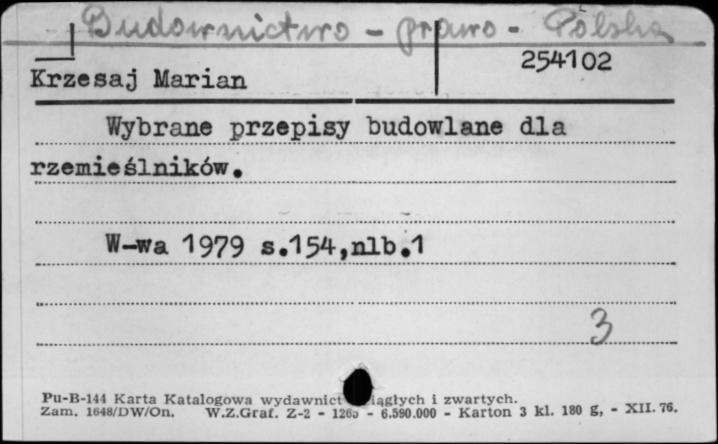 Budownictwo - prawo - Polska
254102
Krzesaj Marian
Wybrane przepisy budowlane dla
rzemieślników.
W-wa 1979 s.154,nlb.1
3
Pu-B-144 Karta Katalogowa wydawnict iągłych i zwartych.
Zam. 1648/DW/On. W.Z.Graf. Z-2 - 1265 - 6.590.000 - Karton 3 kl. 180 g, - XII. 76.